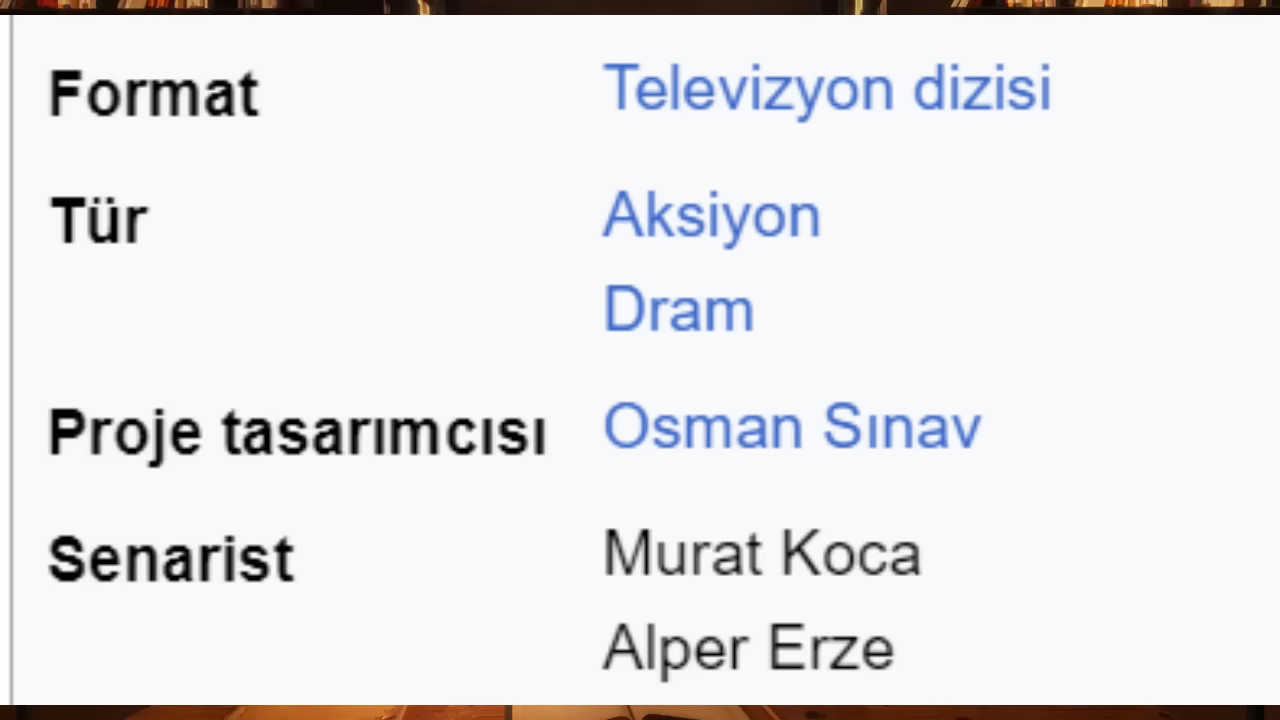 Format Televizyon dizisi
Tür Aksiyon
Dram
Proje tasarımcısı Osman Sınav
Senarist Murat Koca
Alper Erze